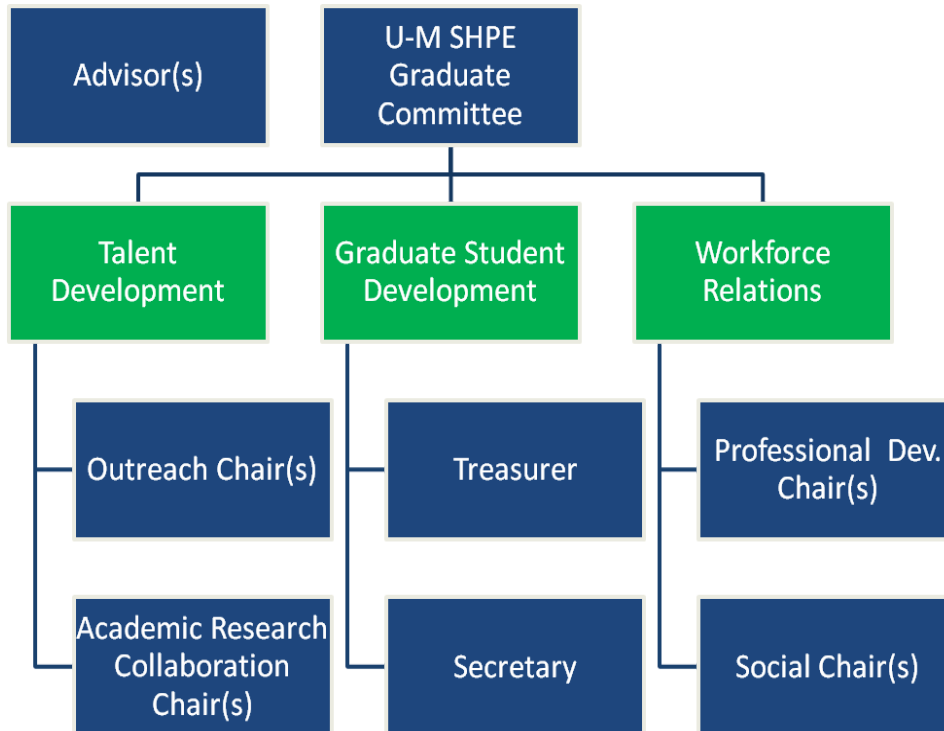 Advisor(s)
U-M SHPE
Graduate
Committee
Talent
Development
Graduate Student
Development
Workforce
Relations
Outreach Chair(s)
Treasurer
Professional Dev.
Chair(s)
Academic Research
Collaboration
Chair(s)
Secretary
Social Chair(s)